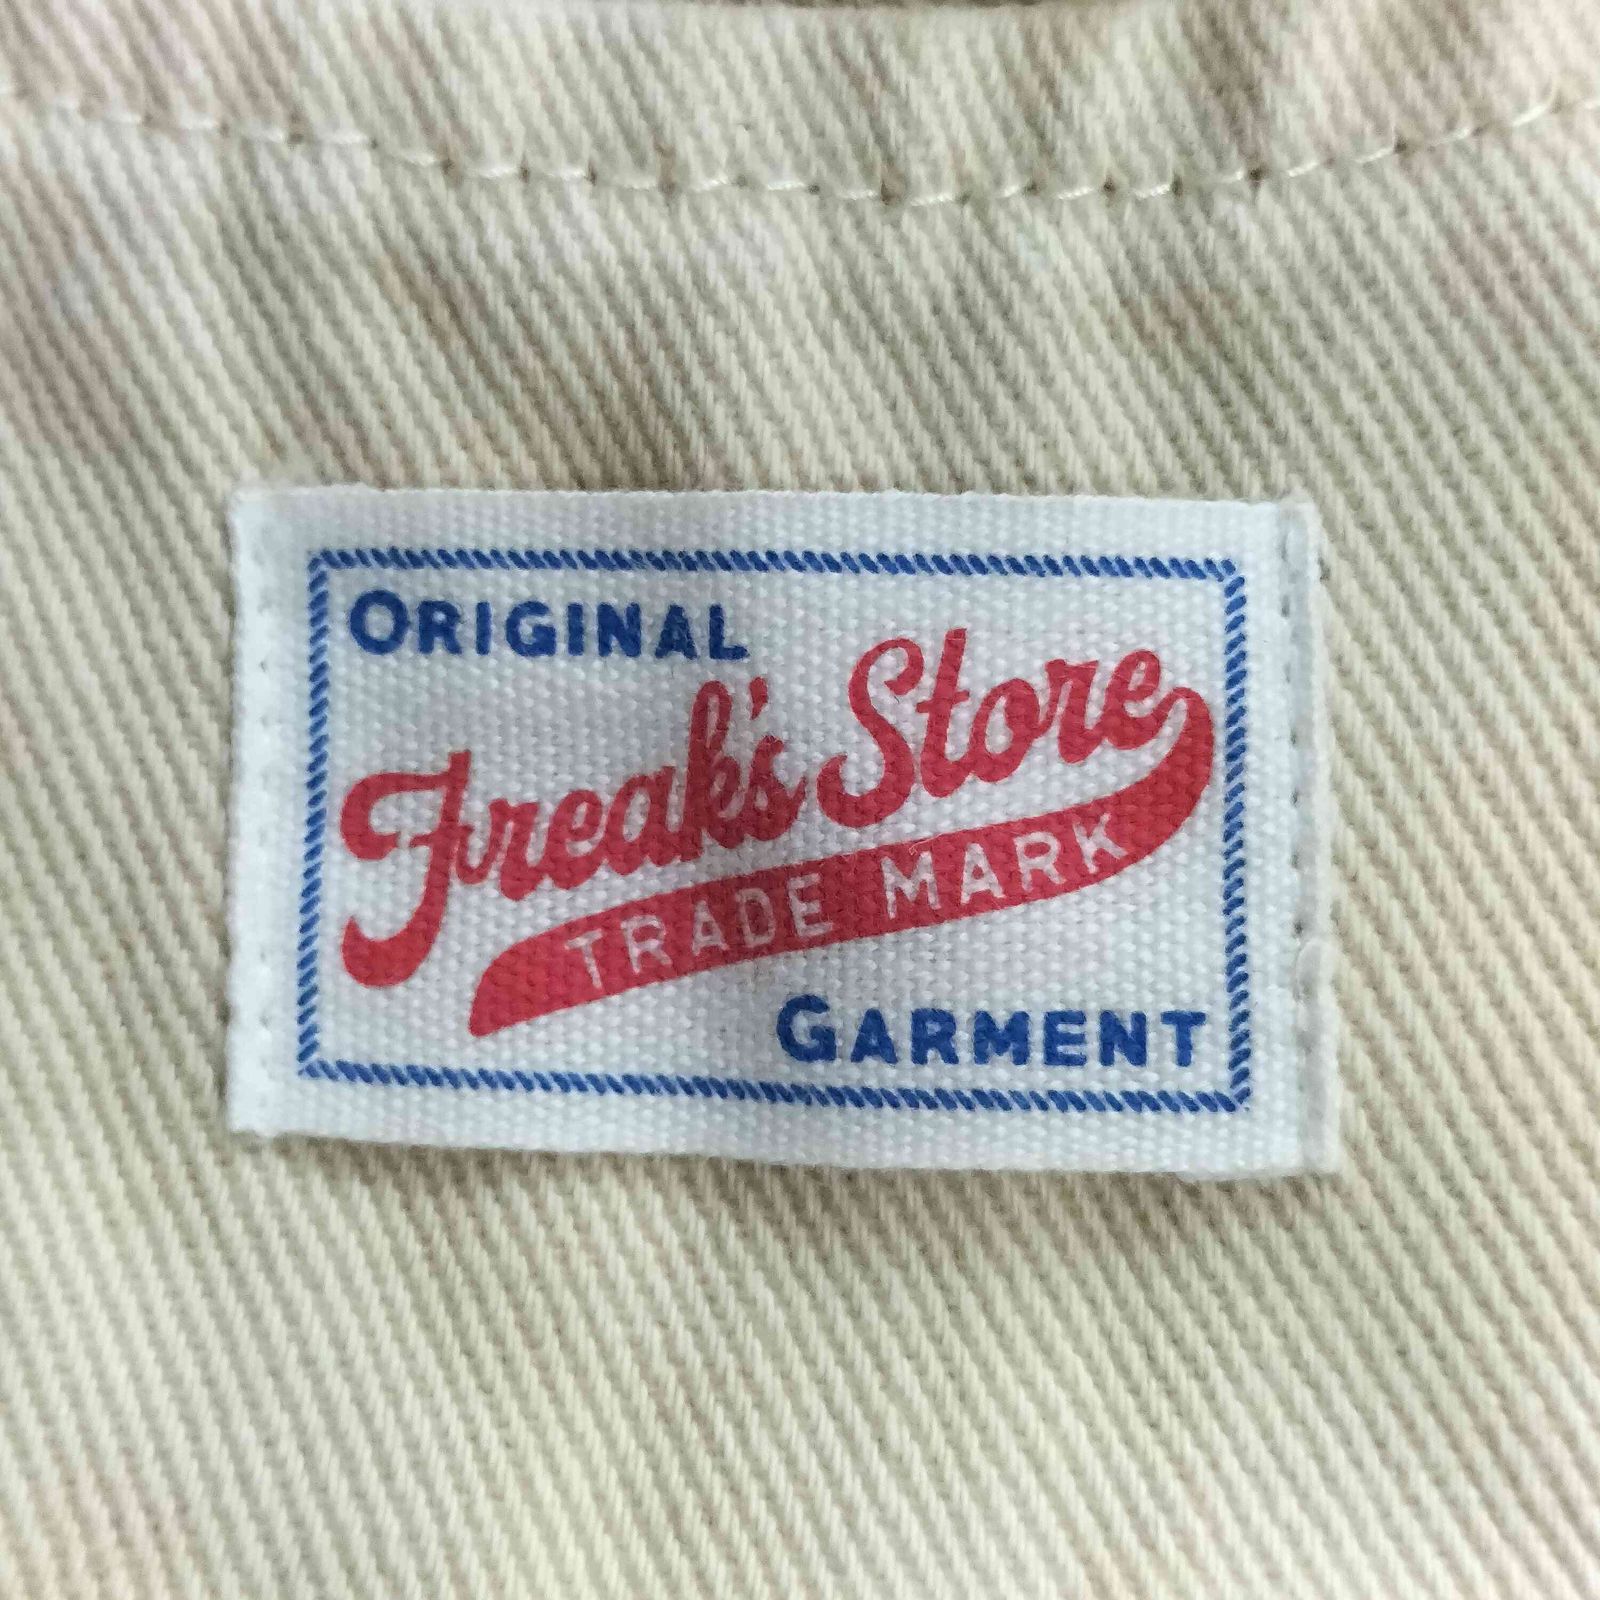 ORIGINAL
Freak's Store
TRADE MARK
GARMENT